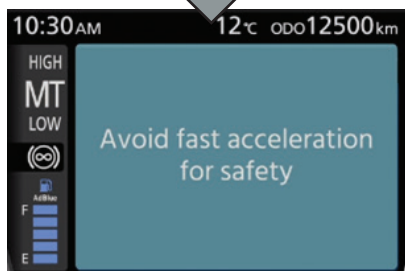 10:30AM 12℃ ODO12500km
HIGH
MT
LOW
AdBlue
F
E
Avoid fast acceleration
for safety